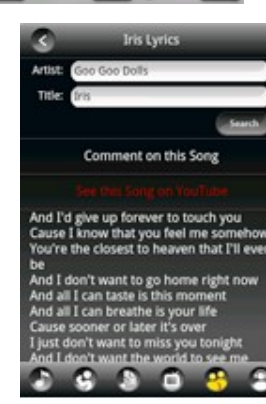 Iris Lyrics
Artist: Goo Goo Dolls
Title: Iris
Search
Comment on this Song
See this Song on YouTube
And I'd give up forever to touch you
Cause I know that you feel me somehow
You're the closest to heaven that I'll ever
be
And I don't want to go home right now
And all I can taste is this moment
And all I can breathe is your life
Cause sooner or later it's over
I just don't want to miss you tonight
And I don't want the world to see me